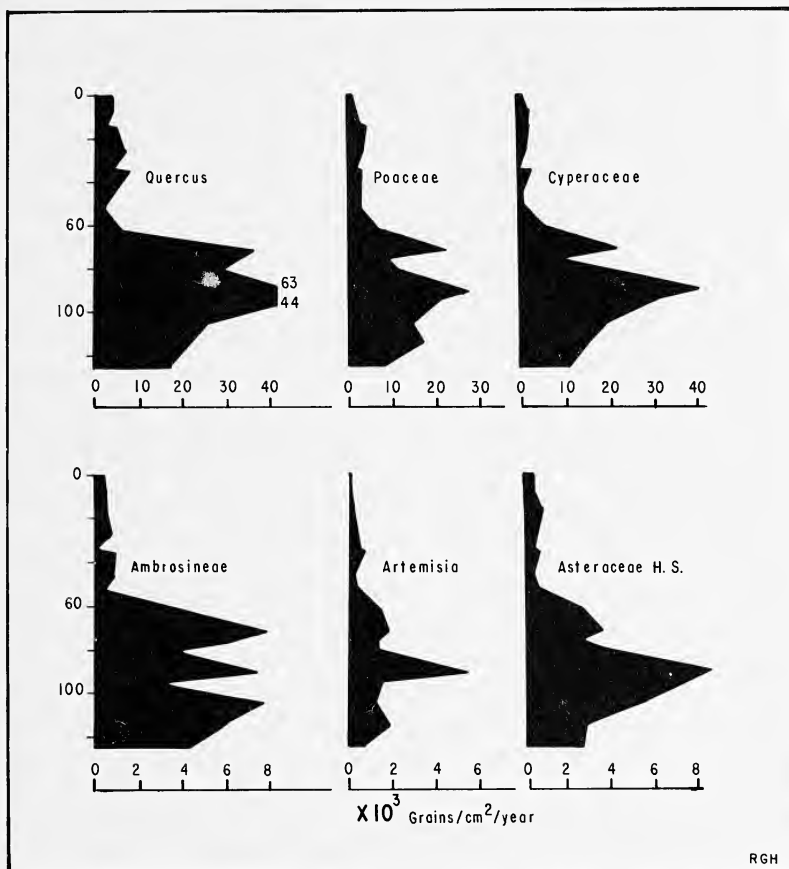 0
60
100
Quercus
63
44
0 10 20 30 40
Poaceae
0 10 20 30
Cyperaceae
0 10 20 30 40
0
60
100
Ambrosineae
0 2 4 6 8
Artemisia
0 2 4 6
Asteraceae H.S.
0 2 4 6 8
X10³ Grains/cm²/year
RGH